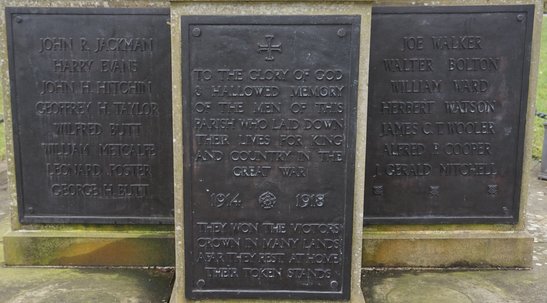 JOHN R. JACKMAN
HARRY EVANS
JOHN H. HITCHIN
GEOFFREY H. TAYLOR
WILFRED BUTT
WILLIAM METCALFE
LEONARD FOSTER
GEORGE H. BUTT
TO THE GLORY OF GOD
& HALLOWED MEMORY
OF THE MEN OF THIS
PARISH WHO LAID DOWN
THEIR LIVES FOR KING
AND COUNTRY IN THE
GREAT WAR
1914 1918
THEY WON THE VICTORS'
CROWN IN MANY LANDS
AFAR THEY REST AT HOME
THEIR TOKEN STANDS
JOE WALKER
WALTER BOLTON
WILLIAM WARD
HERBERT WATSON
JAMES C. T. WOOLER
ALFRED P. COOPER
J. GERALD NITCHELL